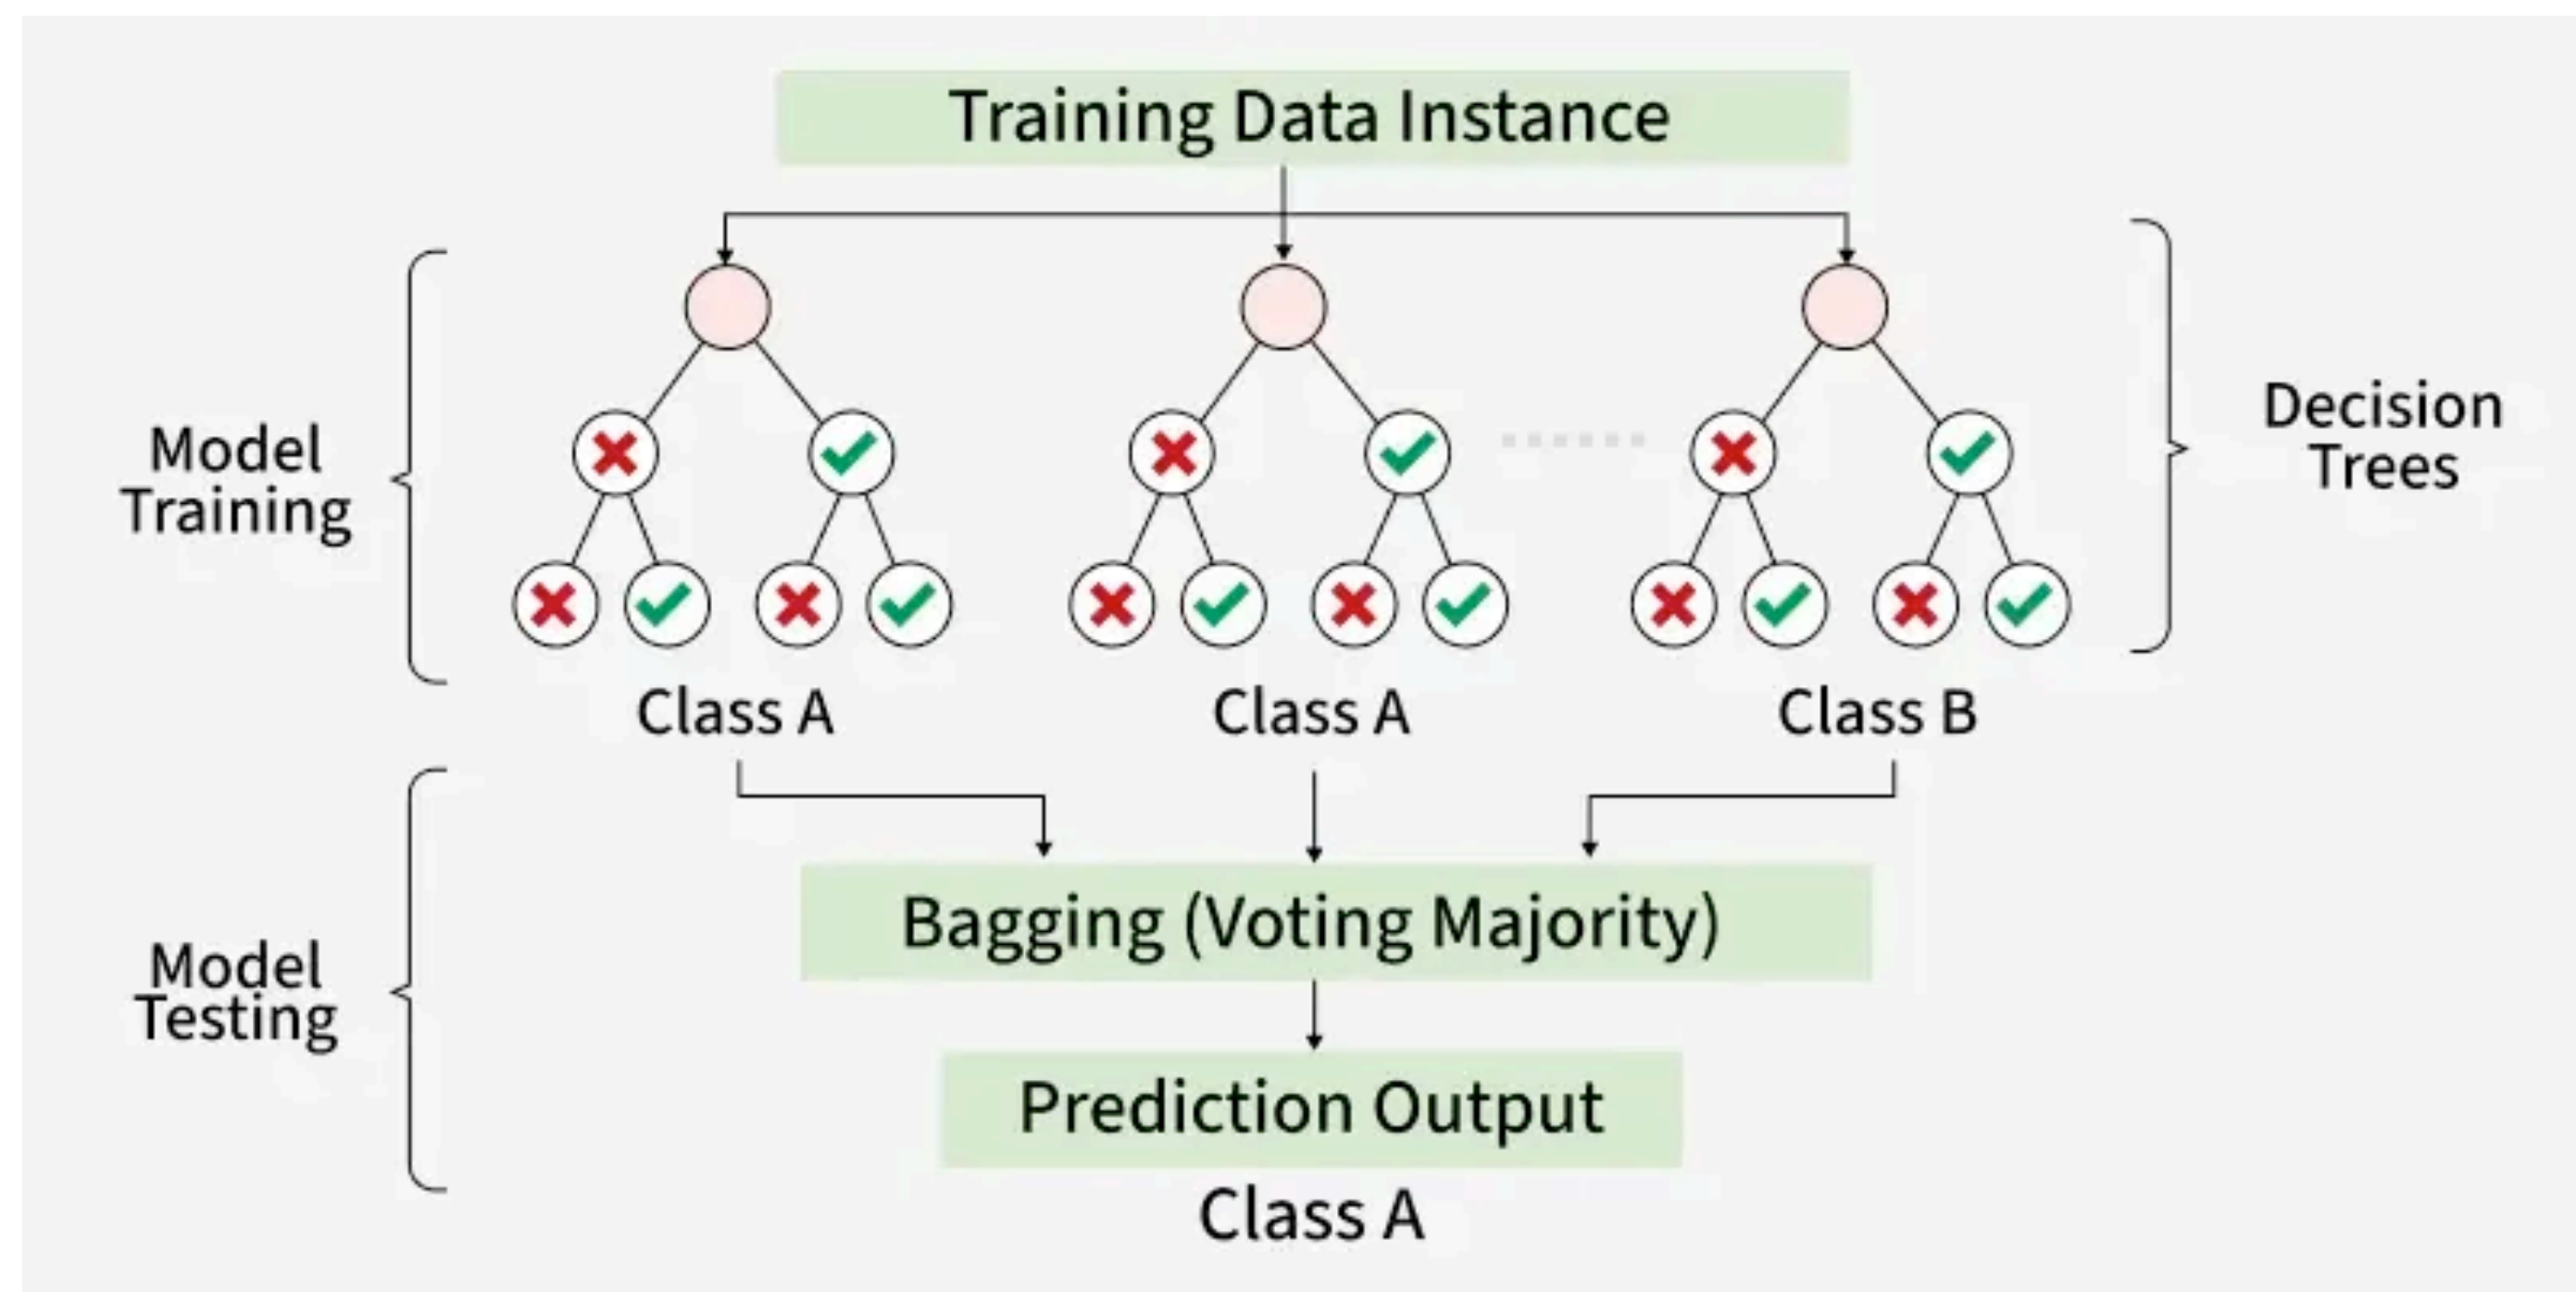 Training Data Instance
Model
Training
Decision
Trees
Class A
Class A
Class B
Bagging (Voting Majority)
Model
Testing
Prediction Output
Class A